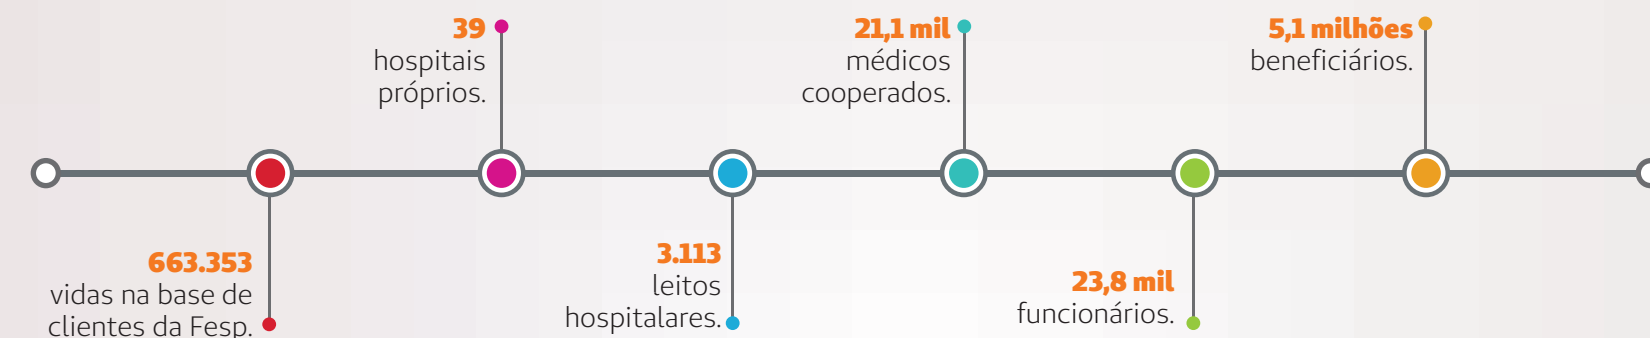 663.353
vidas na base de
clientes da Fesp.
39
hospitais
próprios.
3.113
leitos
hospitalares.
21,1 mil
médicos
cooperados.
23,8 mil
funcionários.
5,1 milhões
beneficiários.